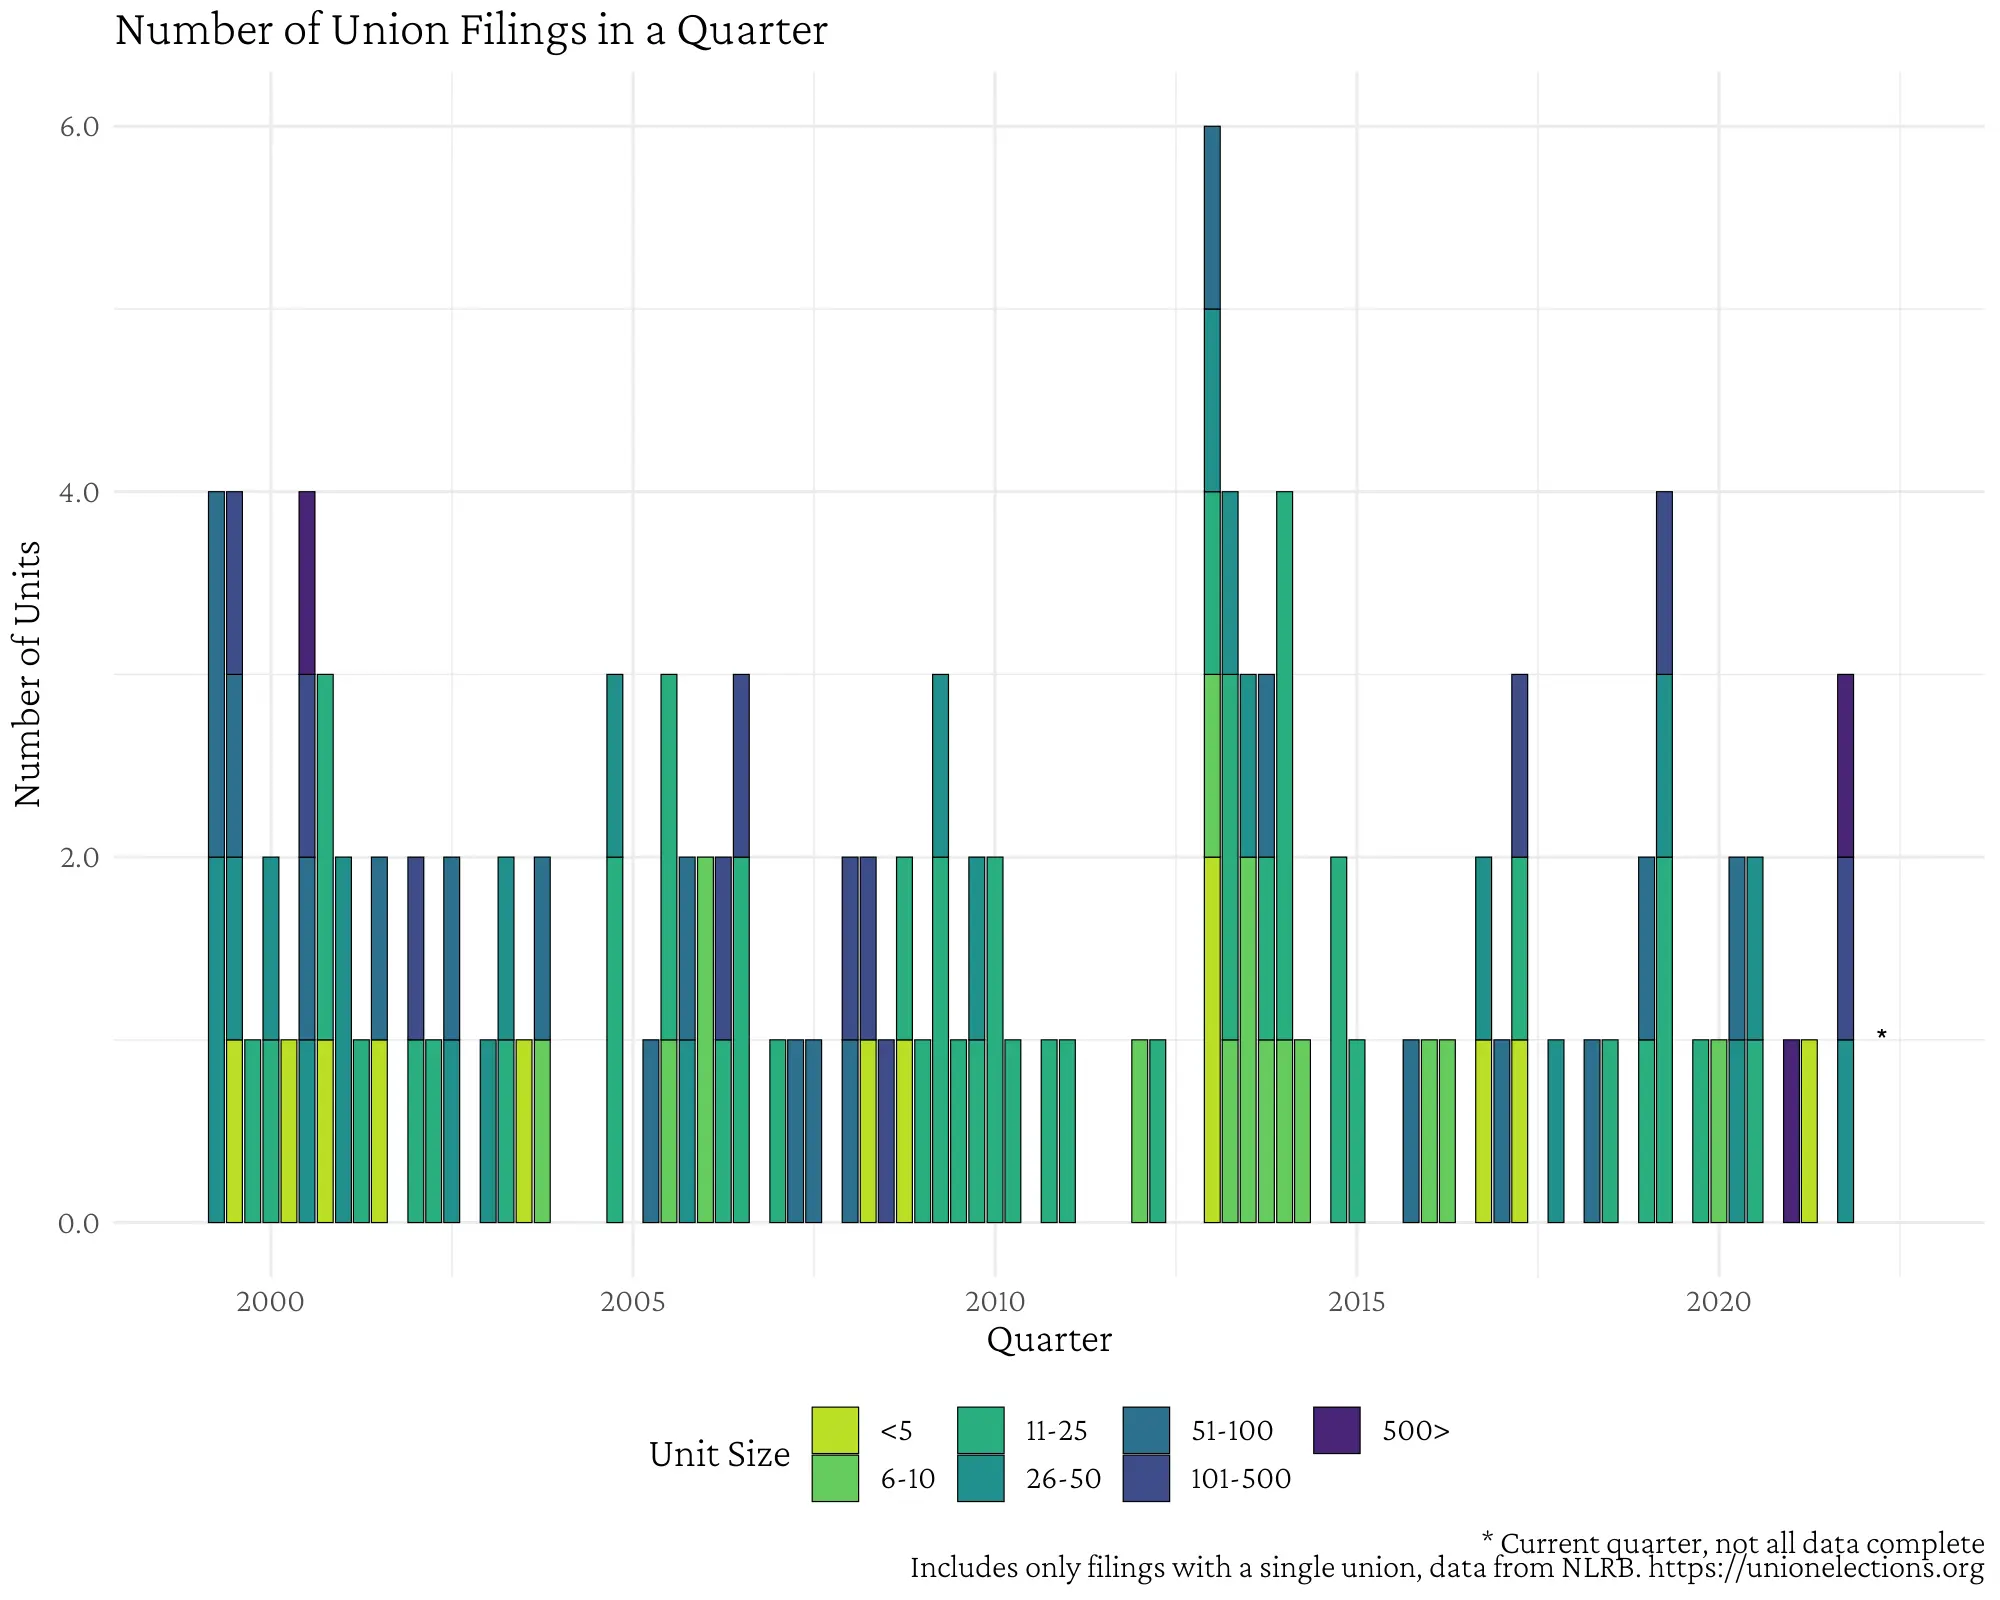 Number of Union Filings in a Quarter
6.0
4.0
2.0
0.0
Number of Units
*
2000 2005 2010 2015 2020
Quarter
Unit Size
<5 11-25 51-100 500>
6-10 26-50 101-500
* Current quarter, not all data complete
Includes only filings with a single union, data from NLRB. https://unionelections.org